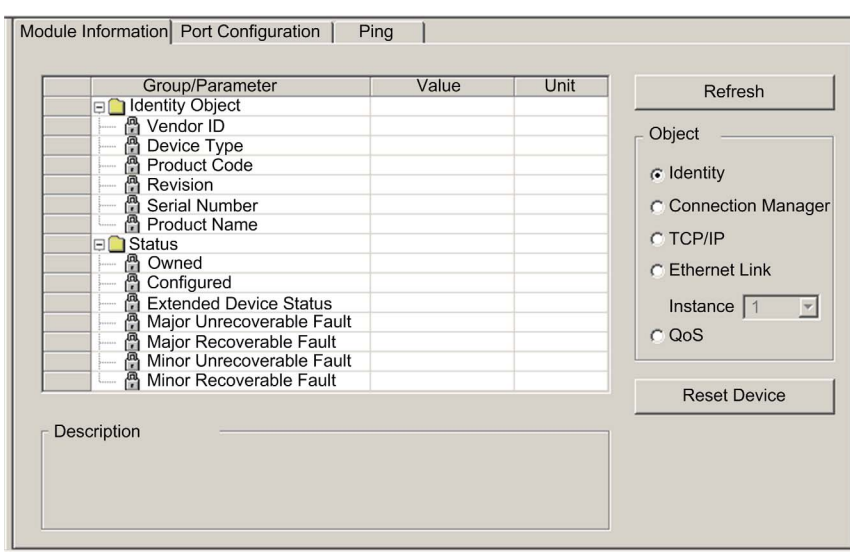 Module Information Port Configuration Ping
Group/Parameter Value Unit
Identity Object
Vendor ID
Device Type
Product Code
Revision
Serial Number
Product Name
Status
Owned
Configured
Extended Device Status
Major Unrecoverable Fault
Major Recoverable Fault
Minor Unrecoverable Fault
Minor Recoverable Fault
Description
Refresh
Object
Identity
Connection Manager
TCP/IP
Ethernet Link
Instance 1
QoS
Reset Device